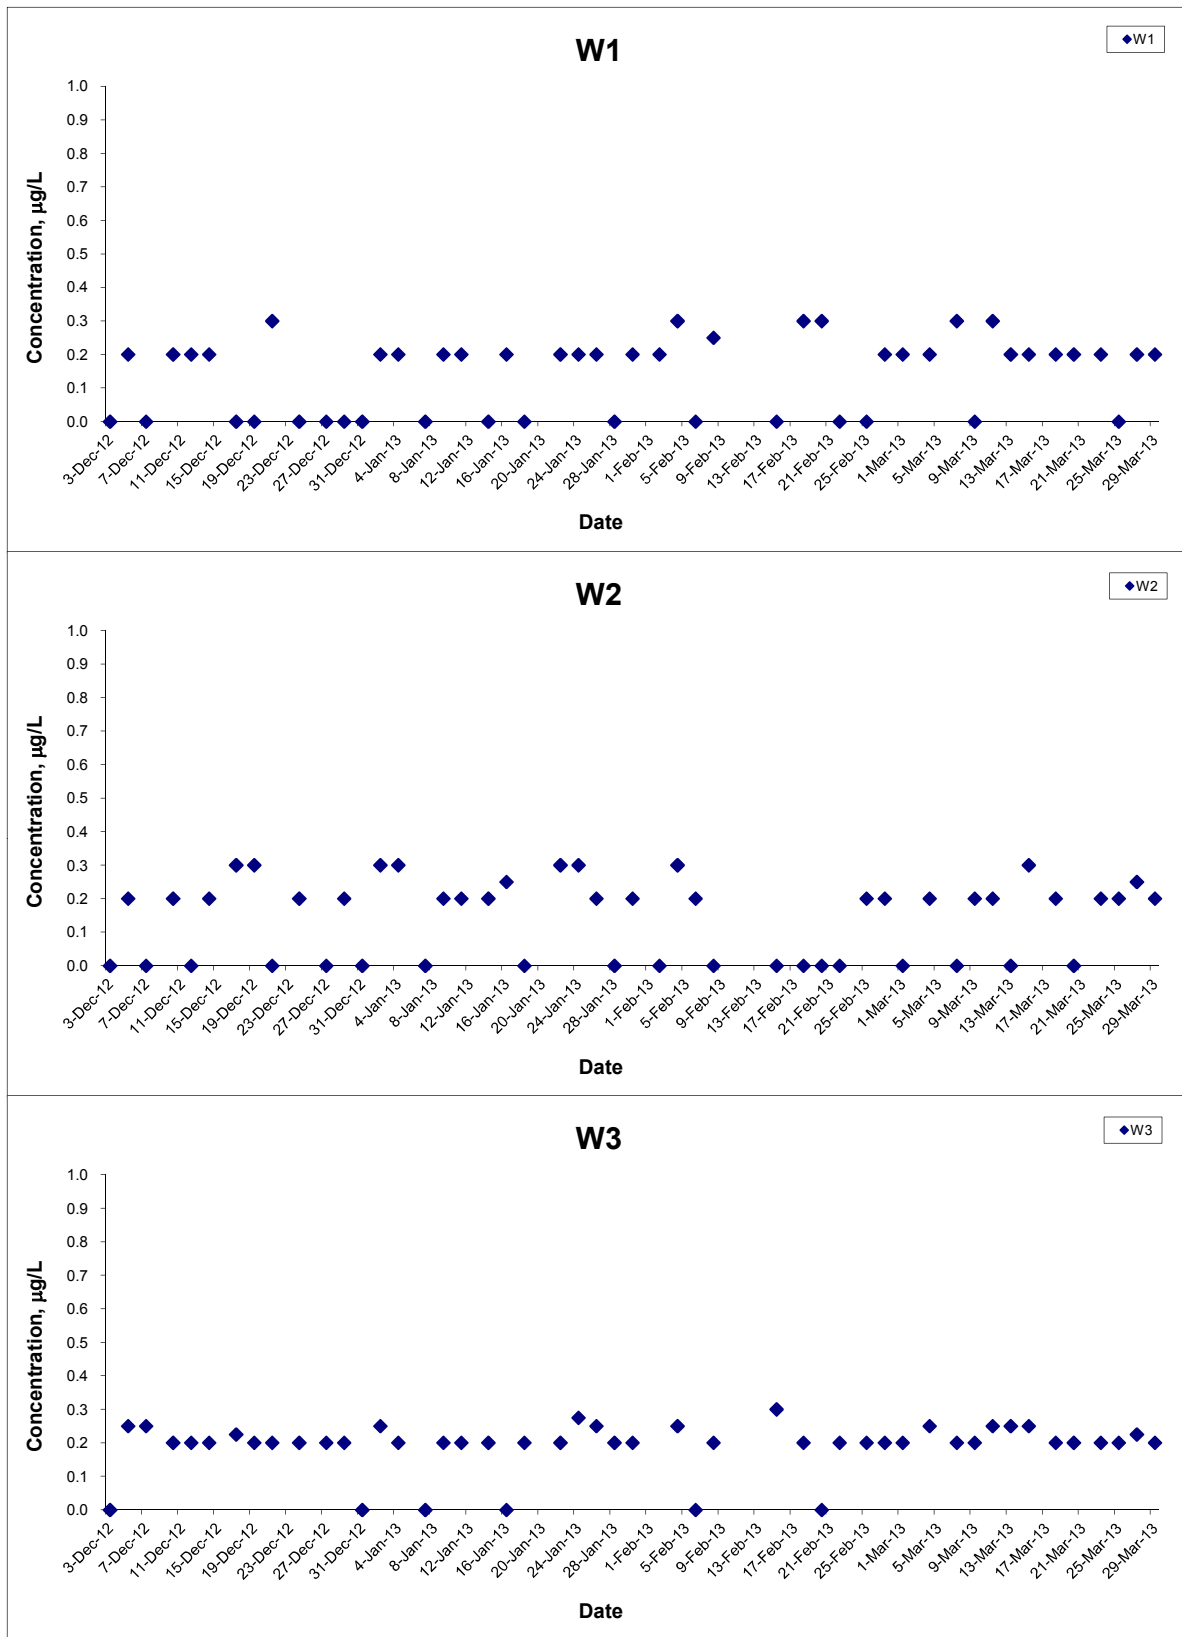 W1
W1
1.0
0.9
0.8
0.7
0.6
0.5
0.4
0.3
0.2
0.1
0.0
Concentration, µg/L
3-Dec-12
7-Dec-12
11-Dec-12
15-Dec-12
19-Dec-12
23-Dec-12
27-Dec-12
31-Dec-12
4-Jan-13
8-Jan-13
12-Jan-13
16-Jan-13
20-Jan-13
24-Jan-13
28-Jan-13
1-Feb-13
5-Feb-13
9-Feb-13
13-Feb-13
17-Feb-13
21-Feb-13
25-Feb-13
1-Mar-13
5-Mar-13
9-Mar-13
13-Mar-13
17-Mar-13
21-Mar-13
25-Mar-13
29-Mar-13
Date
W2
W2
1.0
0.9
0.8
0.7
0.6
0.5
0.4
0.3
0.2
0.1
0.0
Concentration, µg/L
3-Dec-12
7-Dec-12
11-Dec-12
15-Dec-12
19-Dec-12
23-Dec-12
27-Dec-12
31-Dec-12
4-Jan-13
8-Jan-13
12-Jan-13
16-Jan-13
20-Jan-13
24-Jan-13
28-Jan-13
1-Feb-13
5-Feb-13
9-Feb-13
13-Feb-13
17-Feb-13
21-Feb-13
25-Feb-13
1-Mar-13
5-Mar-13
9-Mar-13
13-Mar-13
17-Mar-13
21-Mar-13
25-Mar-13
29-Mar-13
Date
W3
W3
1.0
0.9
0.8
0.7
0.6
0.5
0.4
0.3
0.2
0.1
0.0
Concentration, µg/L
3-Dec-12
7-Dec-12
11-Dec-12
15-Dec-12
19-Dec-12
23-Dec-12
27-Dec-12
31-Dec-12
4-Jan-13
8-Jan-13
12-Jan-13
16-Jan-13
20-Jan-13
24-Jan-13
28-Jan-13
1-Feb-13
5-Feb-13
9-Feb-13
13-Feb-13
17-Feb-13
21-Feb-13
25-Feb-13
1-Mar-13
5-Mar-13
9-Mar-13
13-Mar-13
17-Mar-13
21-Mar-13
25-Mar-13
29-Mar-13
Date